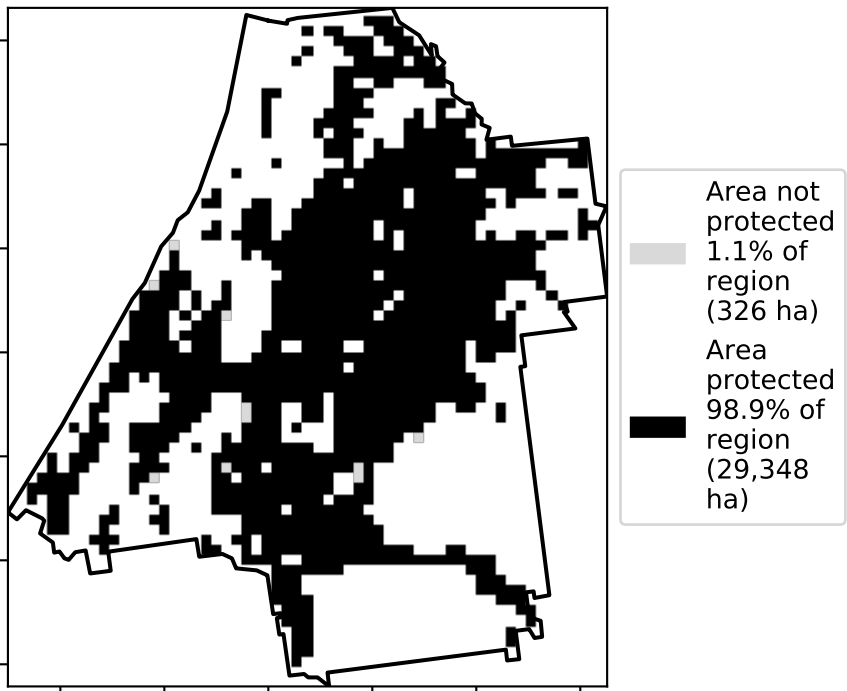 Area not
protected
1.1% of
region
(326 ha)
Area
protected
98.9% of
region
(29,348
ha)